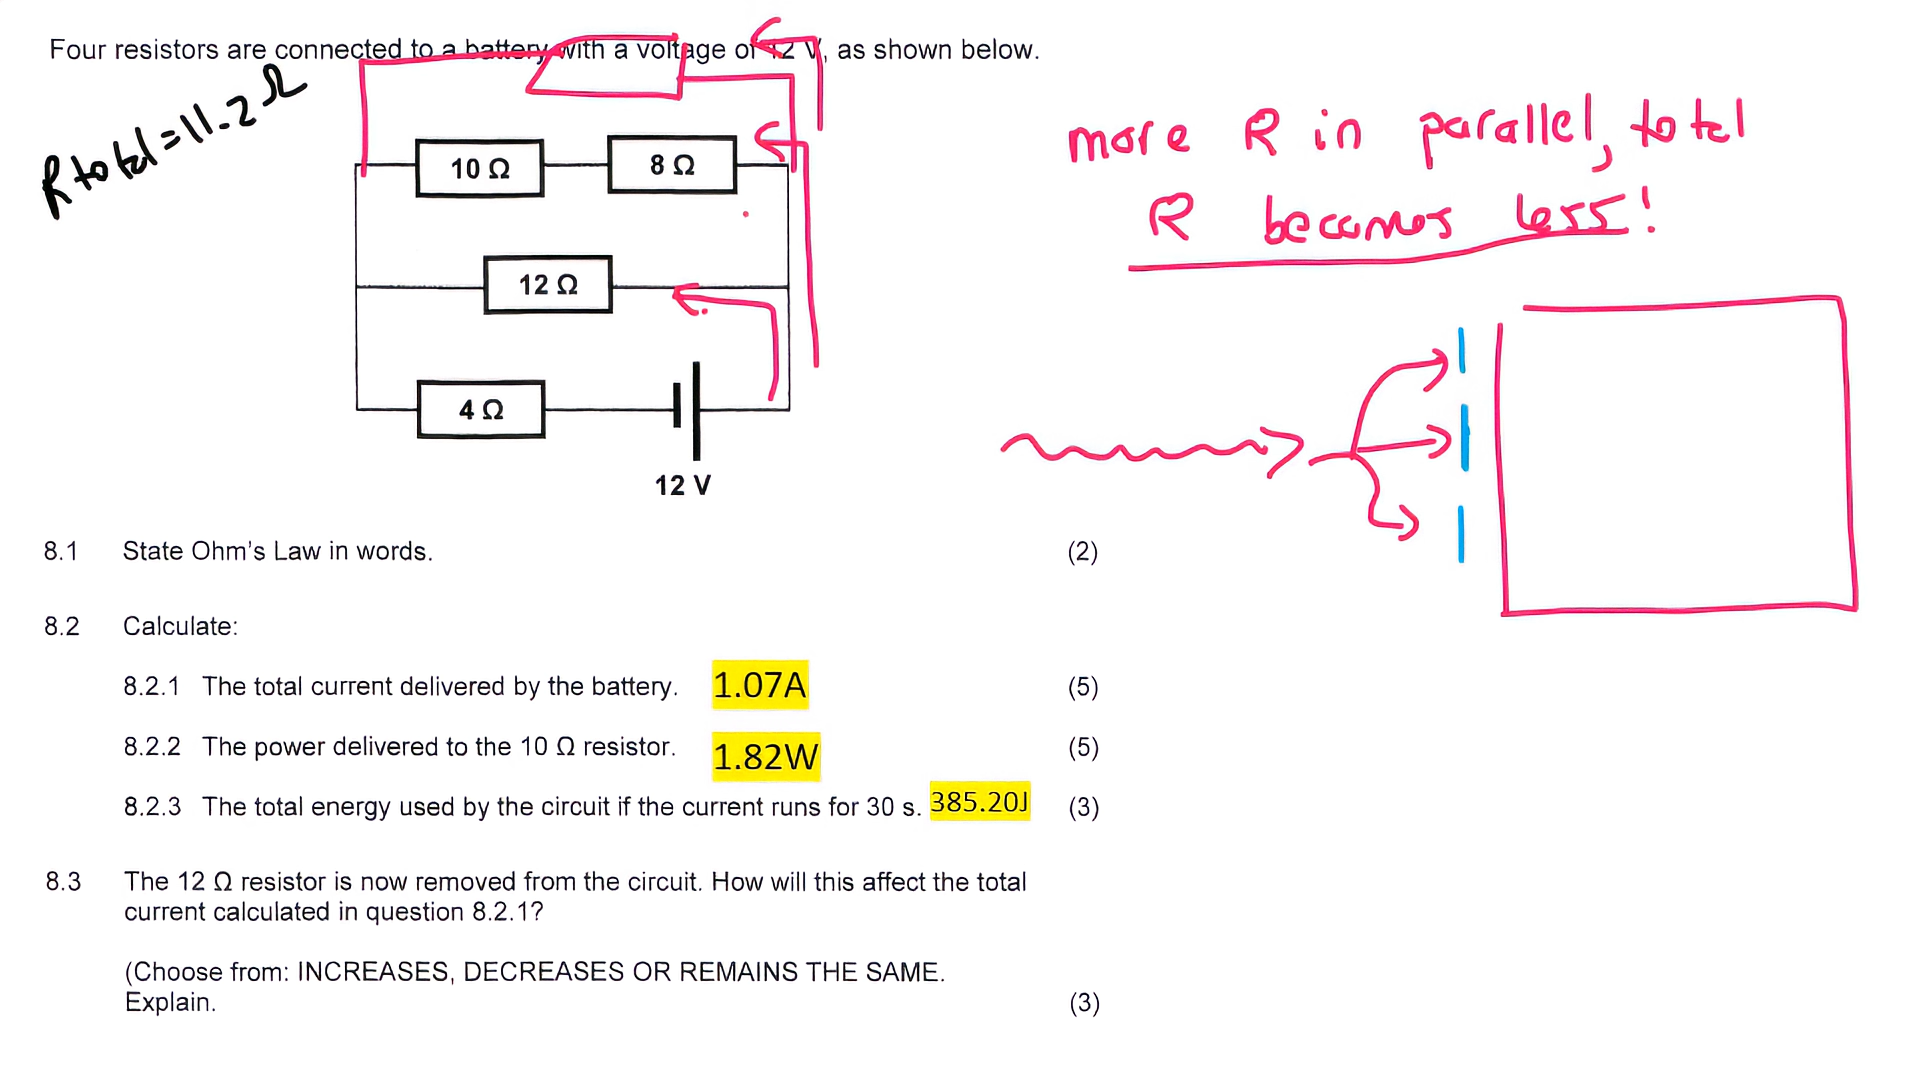 Four resistors are connected to a battery with a voltage of 12 V, as shown below.
R total = 11.2 Ω
more R in parallel, total
R becomes less!
10 Ω
8 Ω
12 Ω
4 Ω
12 V
8.1 State Ohm's Law in words. (2)
8.2 Calculate:
8.2.1 The total current delivered by the battery. 1.07A (5)
8.2.2 The power delivered to the 10 Ω resistor. 1.82W (5)
8.2.3 The total energy used by the circuit if the current runs for 30 s. 385.20J (3)
8.3 The 12 Ω resistor is now removed from the circuit. How will this affect the total
current calculated in question 8.2.1?
(Choose from: INCREASES, DECREASES OR REMAINS THE SAME.
Explain. (3)